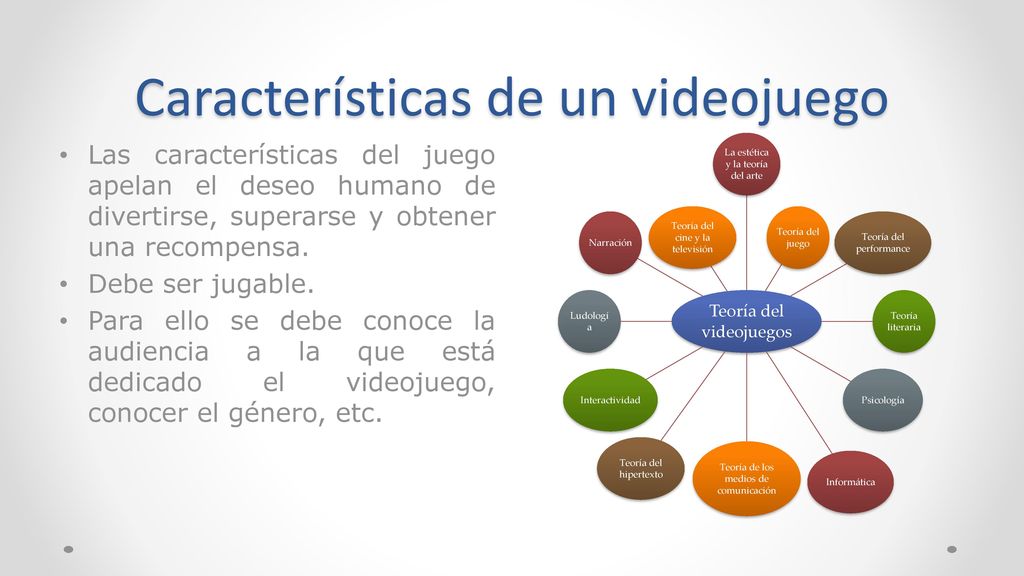 Características de un videojuego
• Las características del juego
apelan el deseo humano de
divertirse, superarse y obtener
una recompensa.
• Debe ser jugable.
• Para ello se debe conoce la
audiencia a la que está
dedicado el videojuego,
conocer el género, etc.
La estética
y la teoría
del arte
Teoría del
cine y la
televisión
Teoría del
juego
Narración
Teoría del
performance
Teoría del
videojuegos
Ludologí
a
Teoría
literaria
Interactividad
Psicología
Teoría del
hipertexto
Teoría de los
medios de
comunicación
Informática